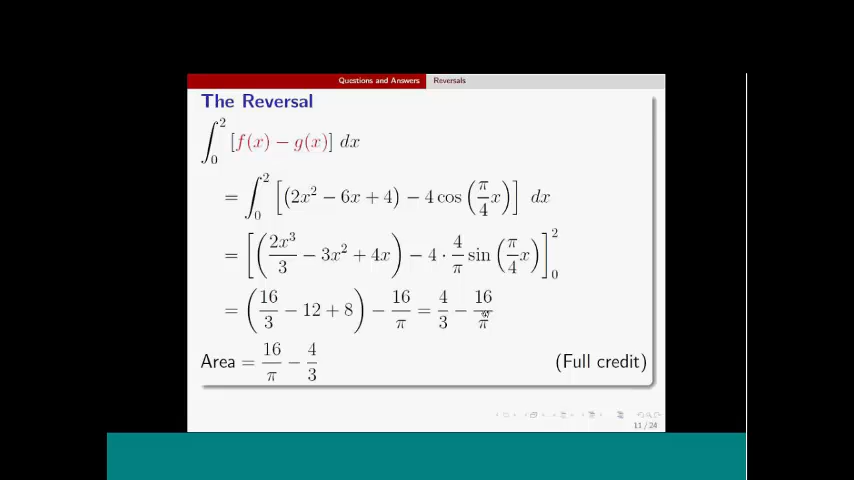 Questions and Answers Reversals
The Reversal
∫₀² [f(x) − g(x)] dx
= ∫₀² [(2x² − 6x + 4) − 4 cos (π/4 x)] dx
= [(2x³/3 − 3x² + 4x) − 4 · 4/π sin (π/4 x)]₀²
= (16/3 − 12 + 8) − 16/π = 4/3 − 16/π
Area = 16/π − 4/3 (Full credit)
11 / 24